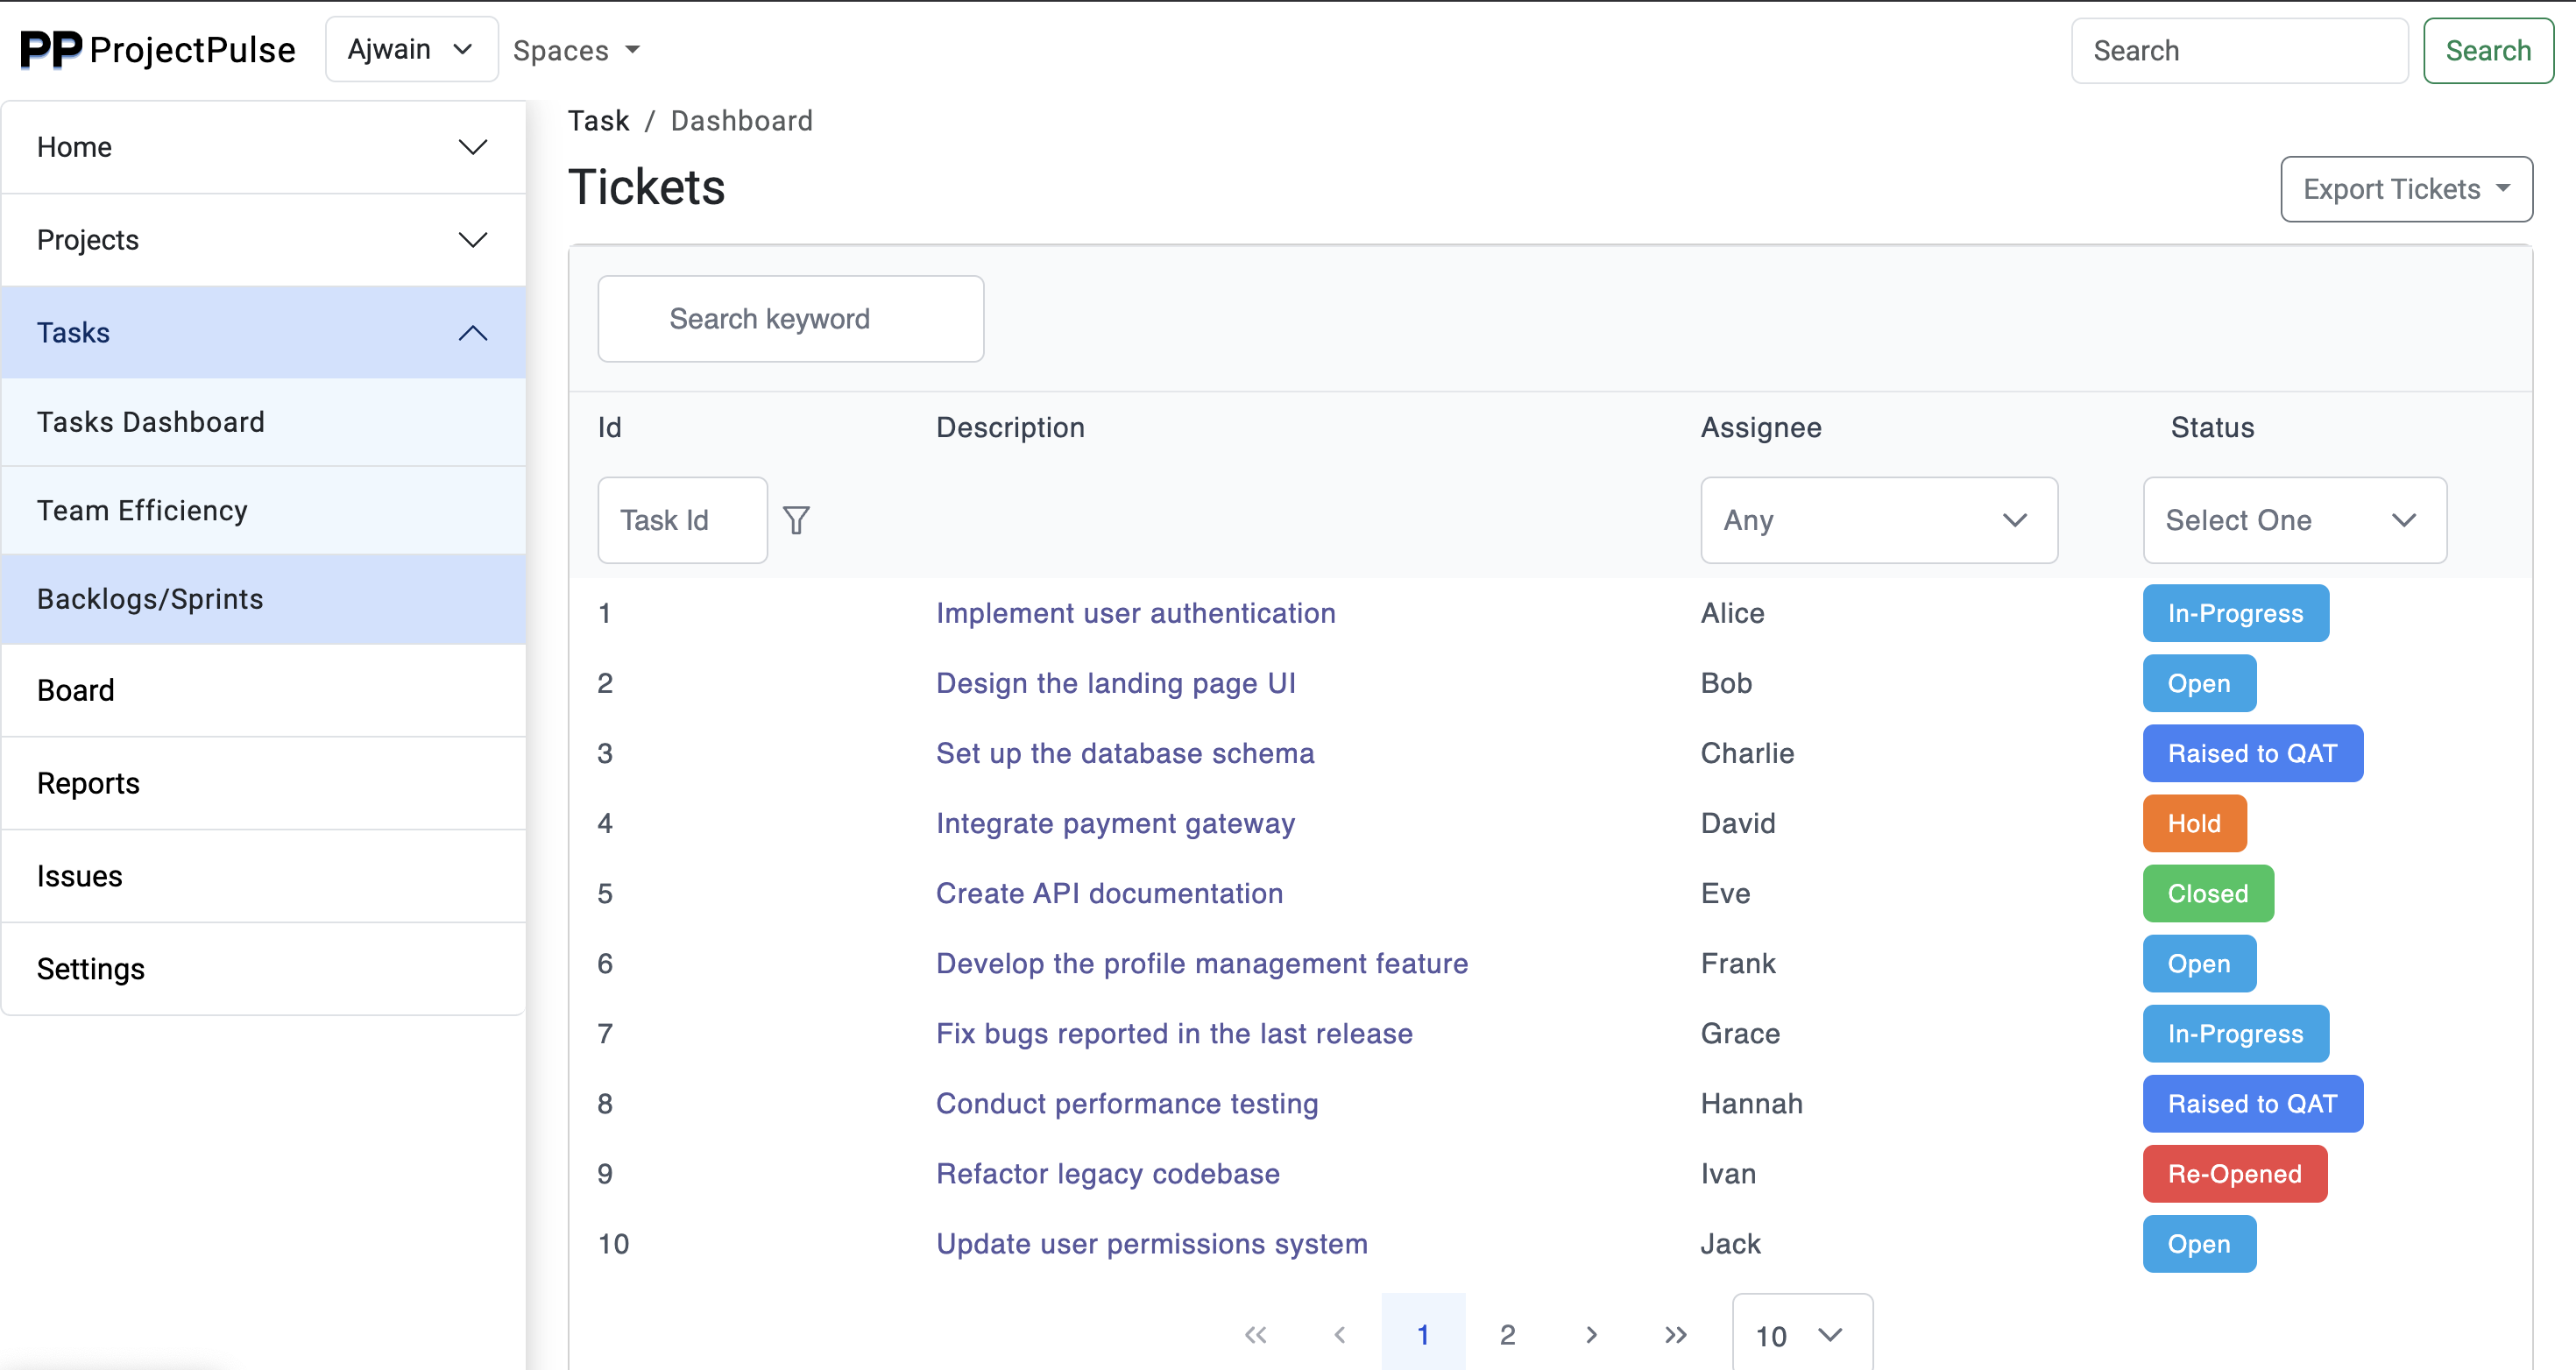 PP ProjectPulse Ajwain Spaces Search Search
Home
Projects
Tasks
Tasks Dashboard
Team Efficiency
Backlogs/Sprints
Board
Reports
Issues
Settings
Task / Dashboard
Tickets Export Tickets
Search keyword
Id Description Assignee Status
Task Id Any Select One
1 Implement user authentication Alice In-Progress
2 Design the landing page UI Bob Open
3 Set up the database schema Charlie Raised to QAT
4 Integrate payment gateway David Hold
5 Create API documentation Eve Closed
6 Develop the profile management feature Frank Open
7 Fix bugs reported in the last release Grace In-Progress
8 Conduct performance testing Hannah Raised to QAT
9 Refactor legacy codebase Ivan Re-Opened
10 Update user permissions system Jack Open
1 2 10